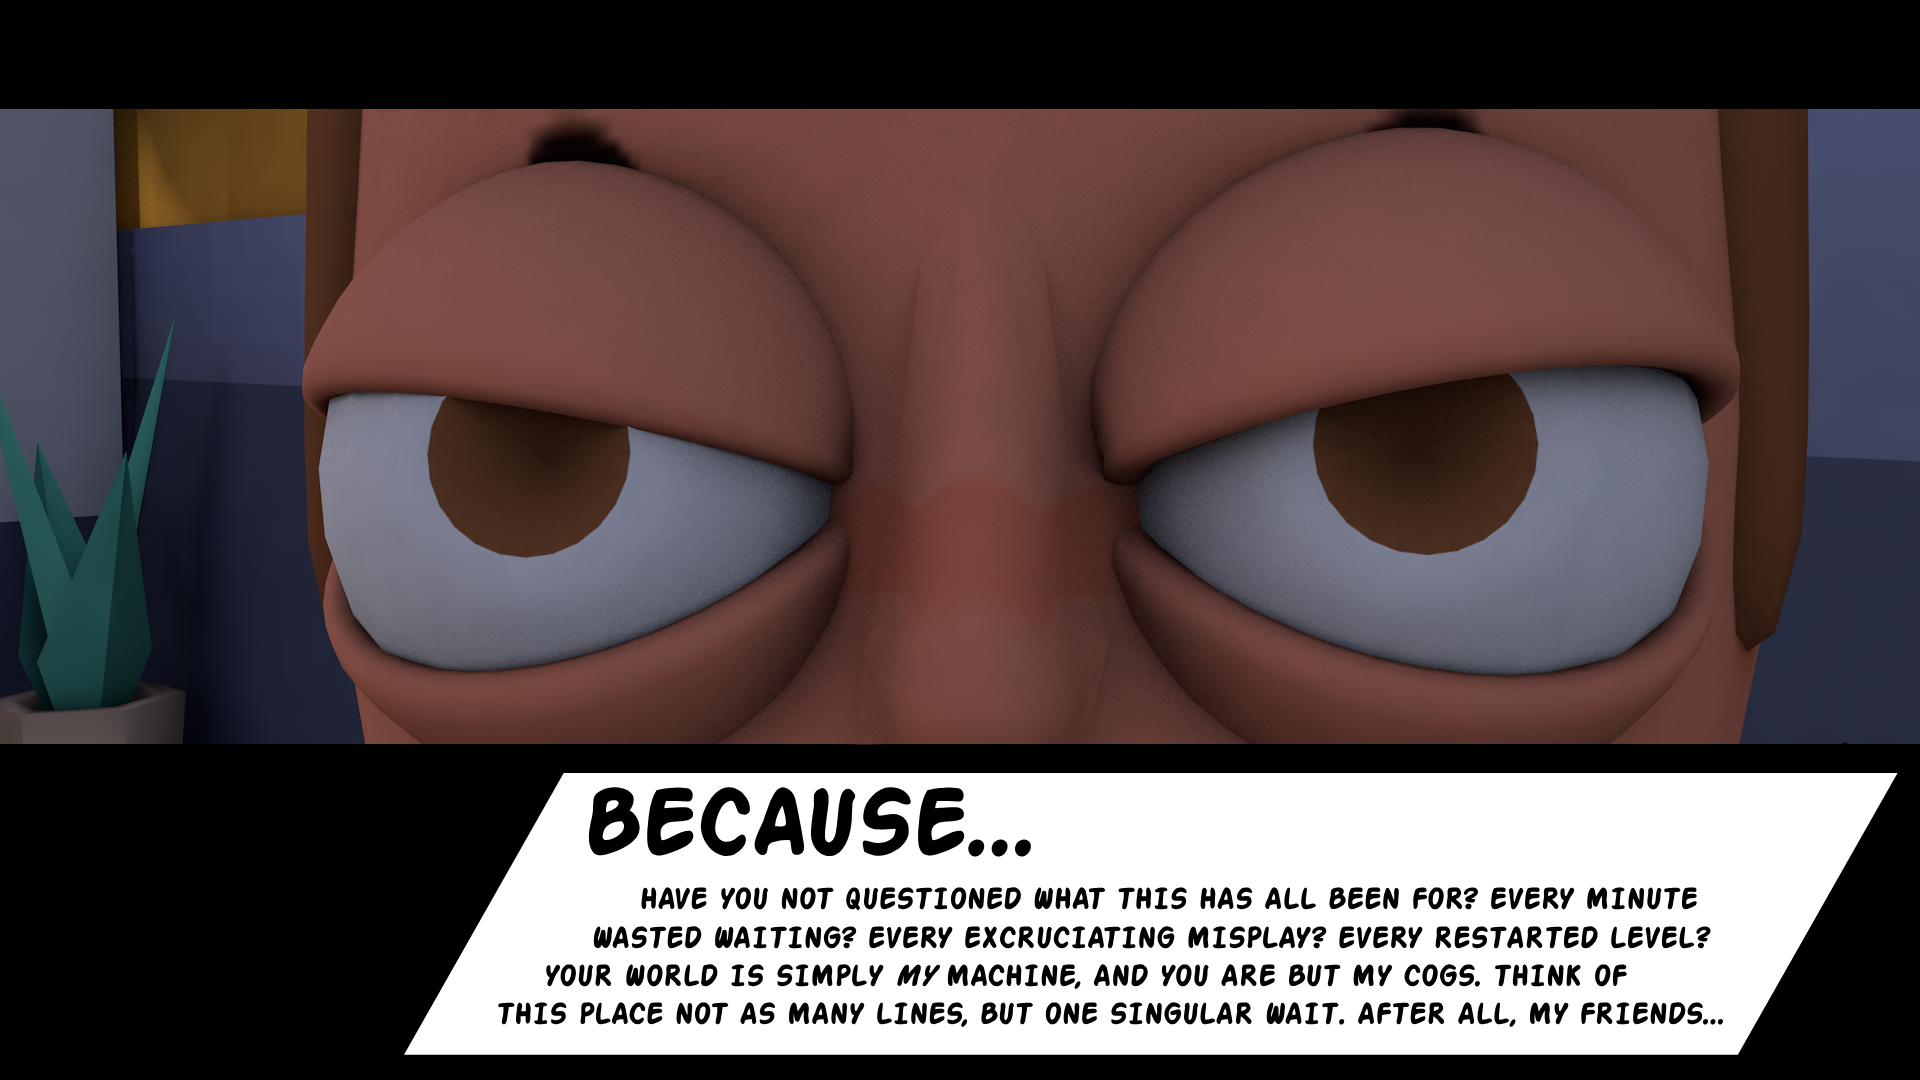 BECAUSE...
HAVE YOU NOT QUESTIONED WHAT THIS HAS ALL BEEN FOR? EVERY MINUTE
WASTED WAITING? EVERY EXCRUCIATING MISPLAY? EVERY RESTARTED LEVEL?
YOUR WORLD IS SIMPLY MY MACHINE, AND YOU ARE BUT MY COGS. THINK OF
THIS PLACE NOT AS MANY LINES, BUT ONE SINGULAR WAIT. AFTER ALL, MY FRIENDS...